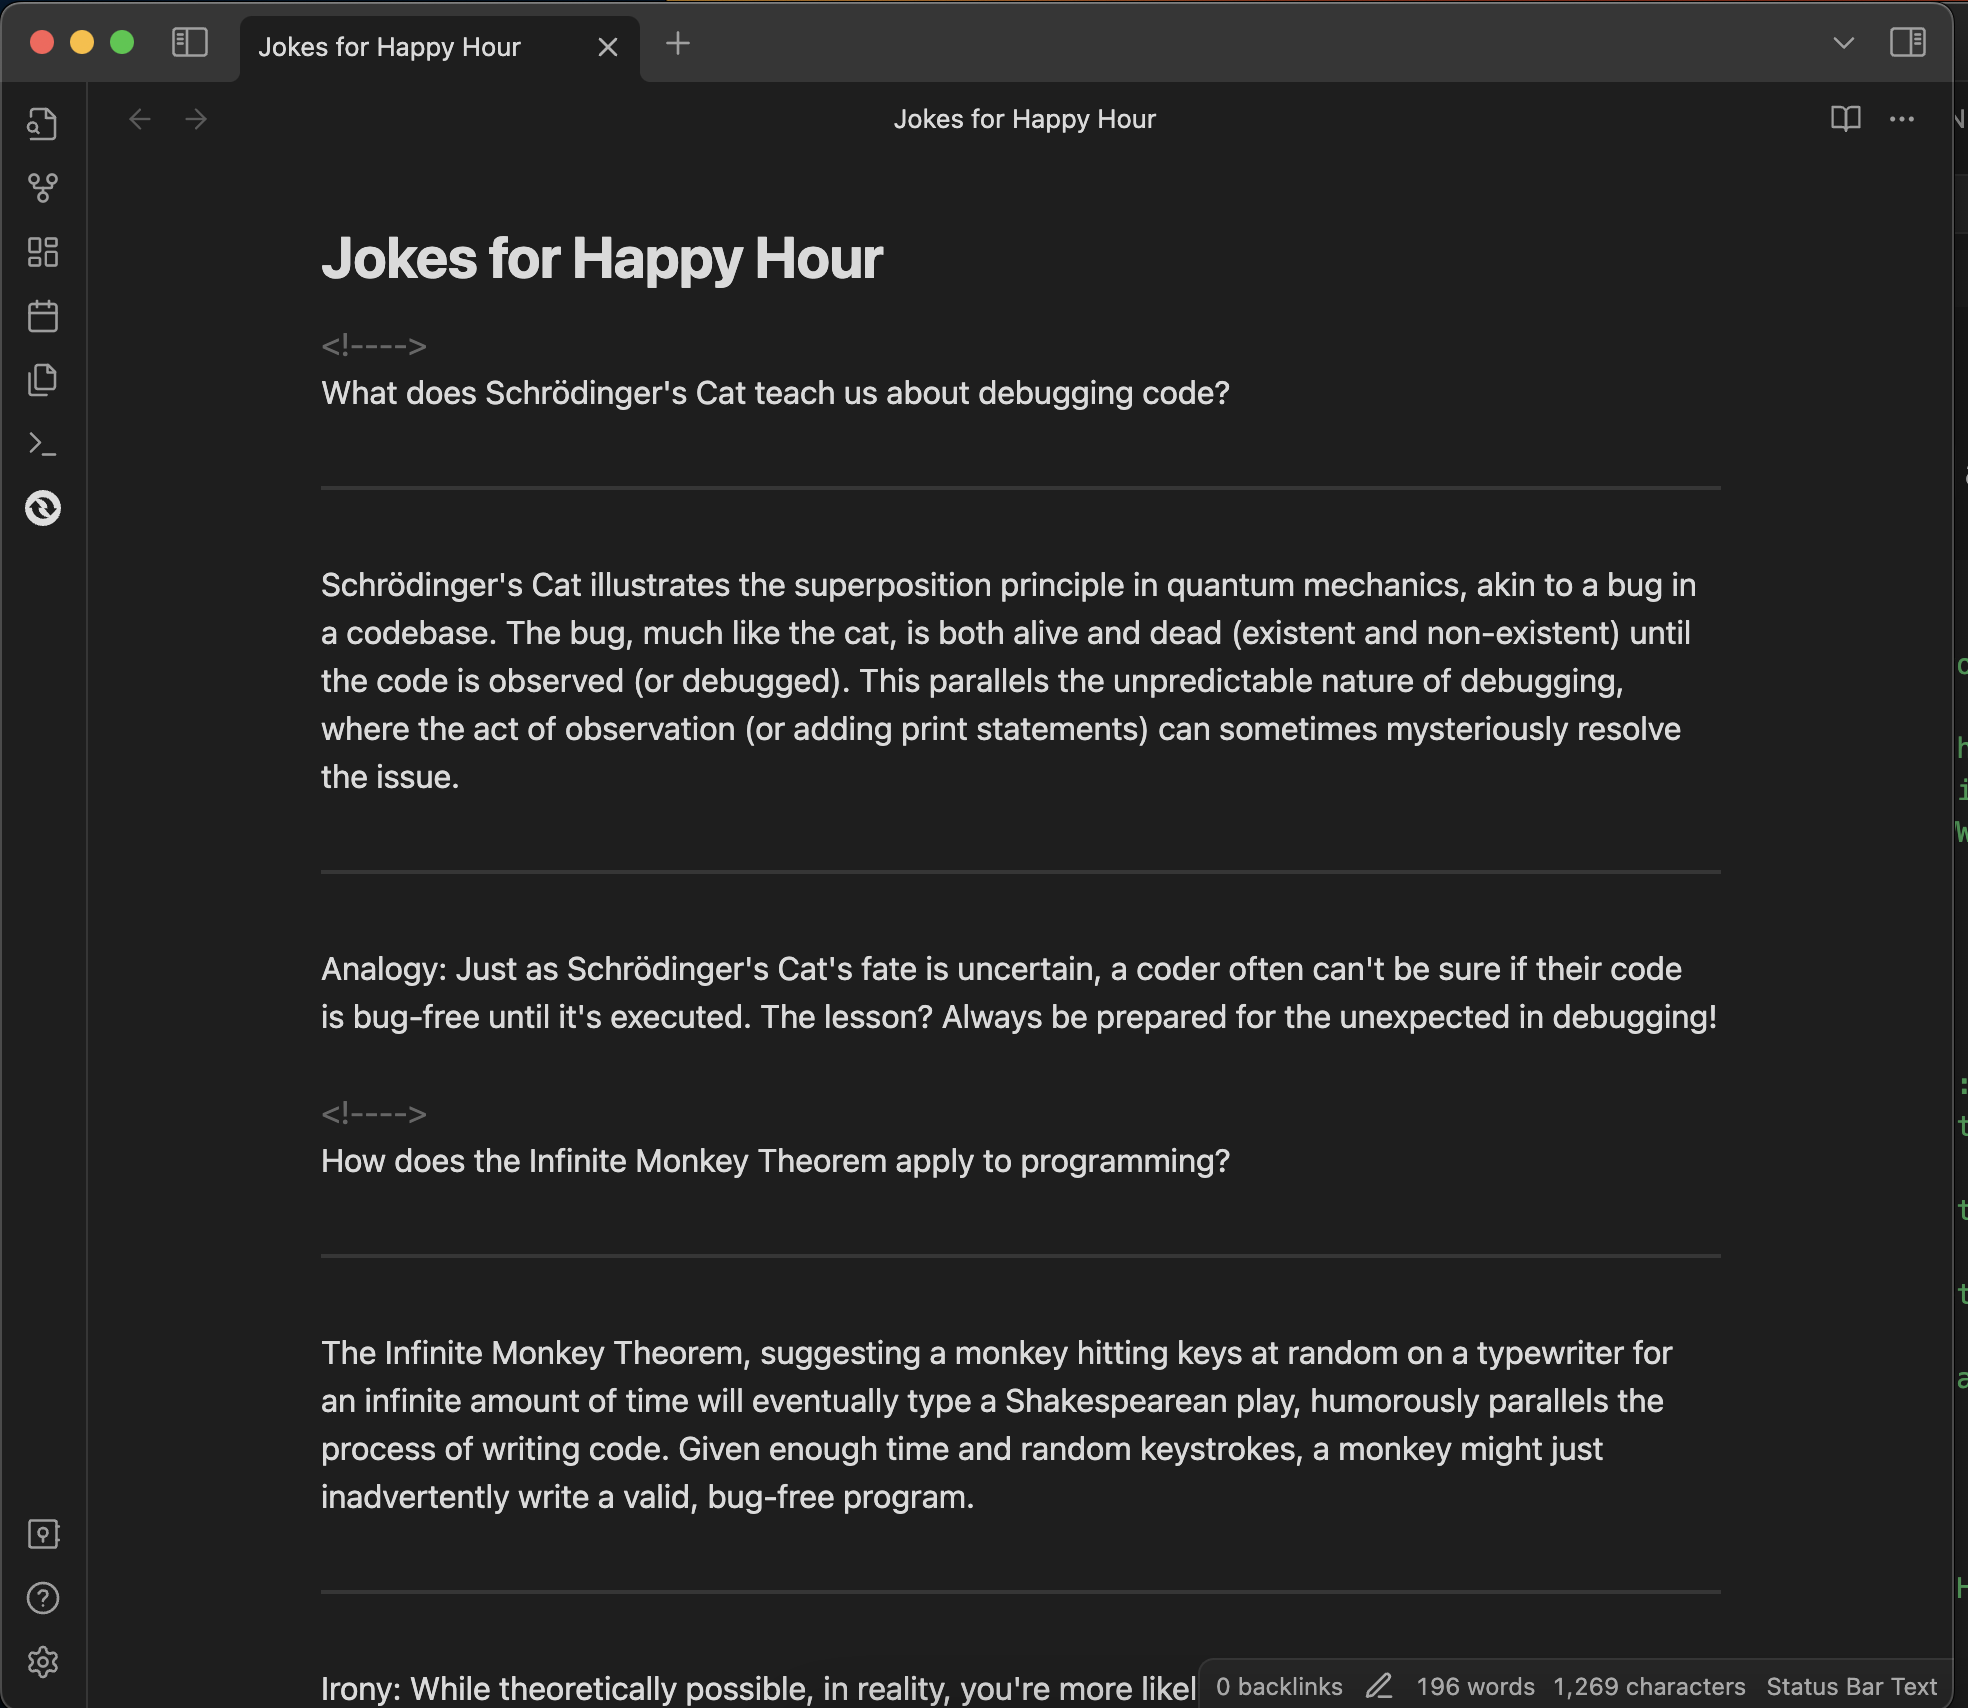 Jokes for Happy Hour
Jokes for Happy Hour
Jokes for Happy Hour
<!---->
What does Schrödinger's Cat teach us about debugging code?
Schrödinger's Cat illustrates the superposition principle in quantum mechanics, akin to a bug in
a codebase. The bug, much like the cat, is both alive and dead (existent and non-existent) until
the code is observed (or debugged). This parallels the unpredictable nature of debugging,
where the act of observation (or adding print statements) can sometimes mysteriously resolve
the issue.
Analogy: Just as Schrödinger's Cat's fate is uncertain, a coder often can't be sure if their code
is bug-free until it's executed. The lesson? Always be prepared for the unexpected in debugging!
<!---->
How does the Infinite Monkey Theorem apply to programming?
The Infinite Monkey Theorem, suggesting a monkey hitting keys at random on a typewriter for
an infinite amount of time will eventually type a Shakespearean play, humorously parallels the
process of writing code. Given enough time and random keystrokes, a monkey might just
inadvertently write a valid, bug-free program.
Irony: While theoretically possible, in reality, you're more likel
0 backlinks 196 words 1,269 characters Status Bar Text